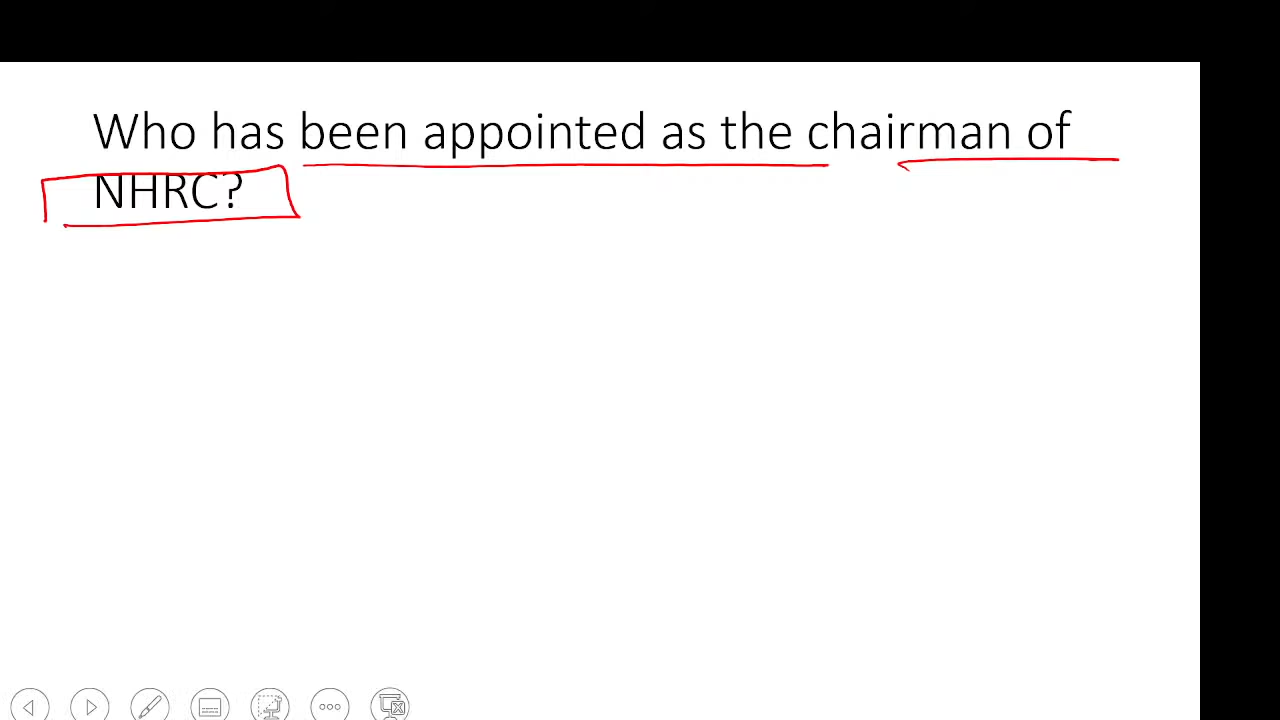 Who has been appointed as the chairman of
NHRC?